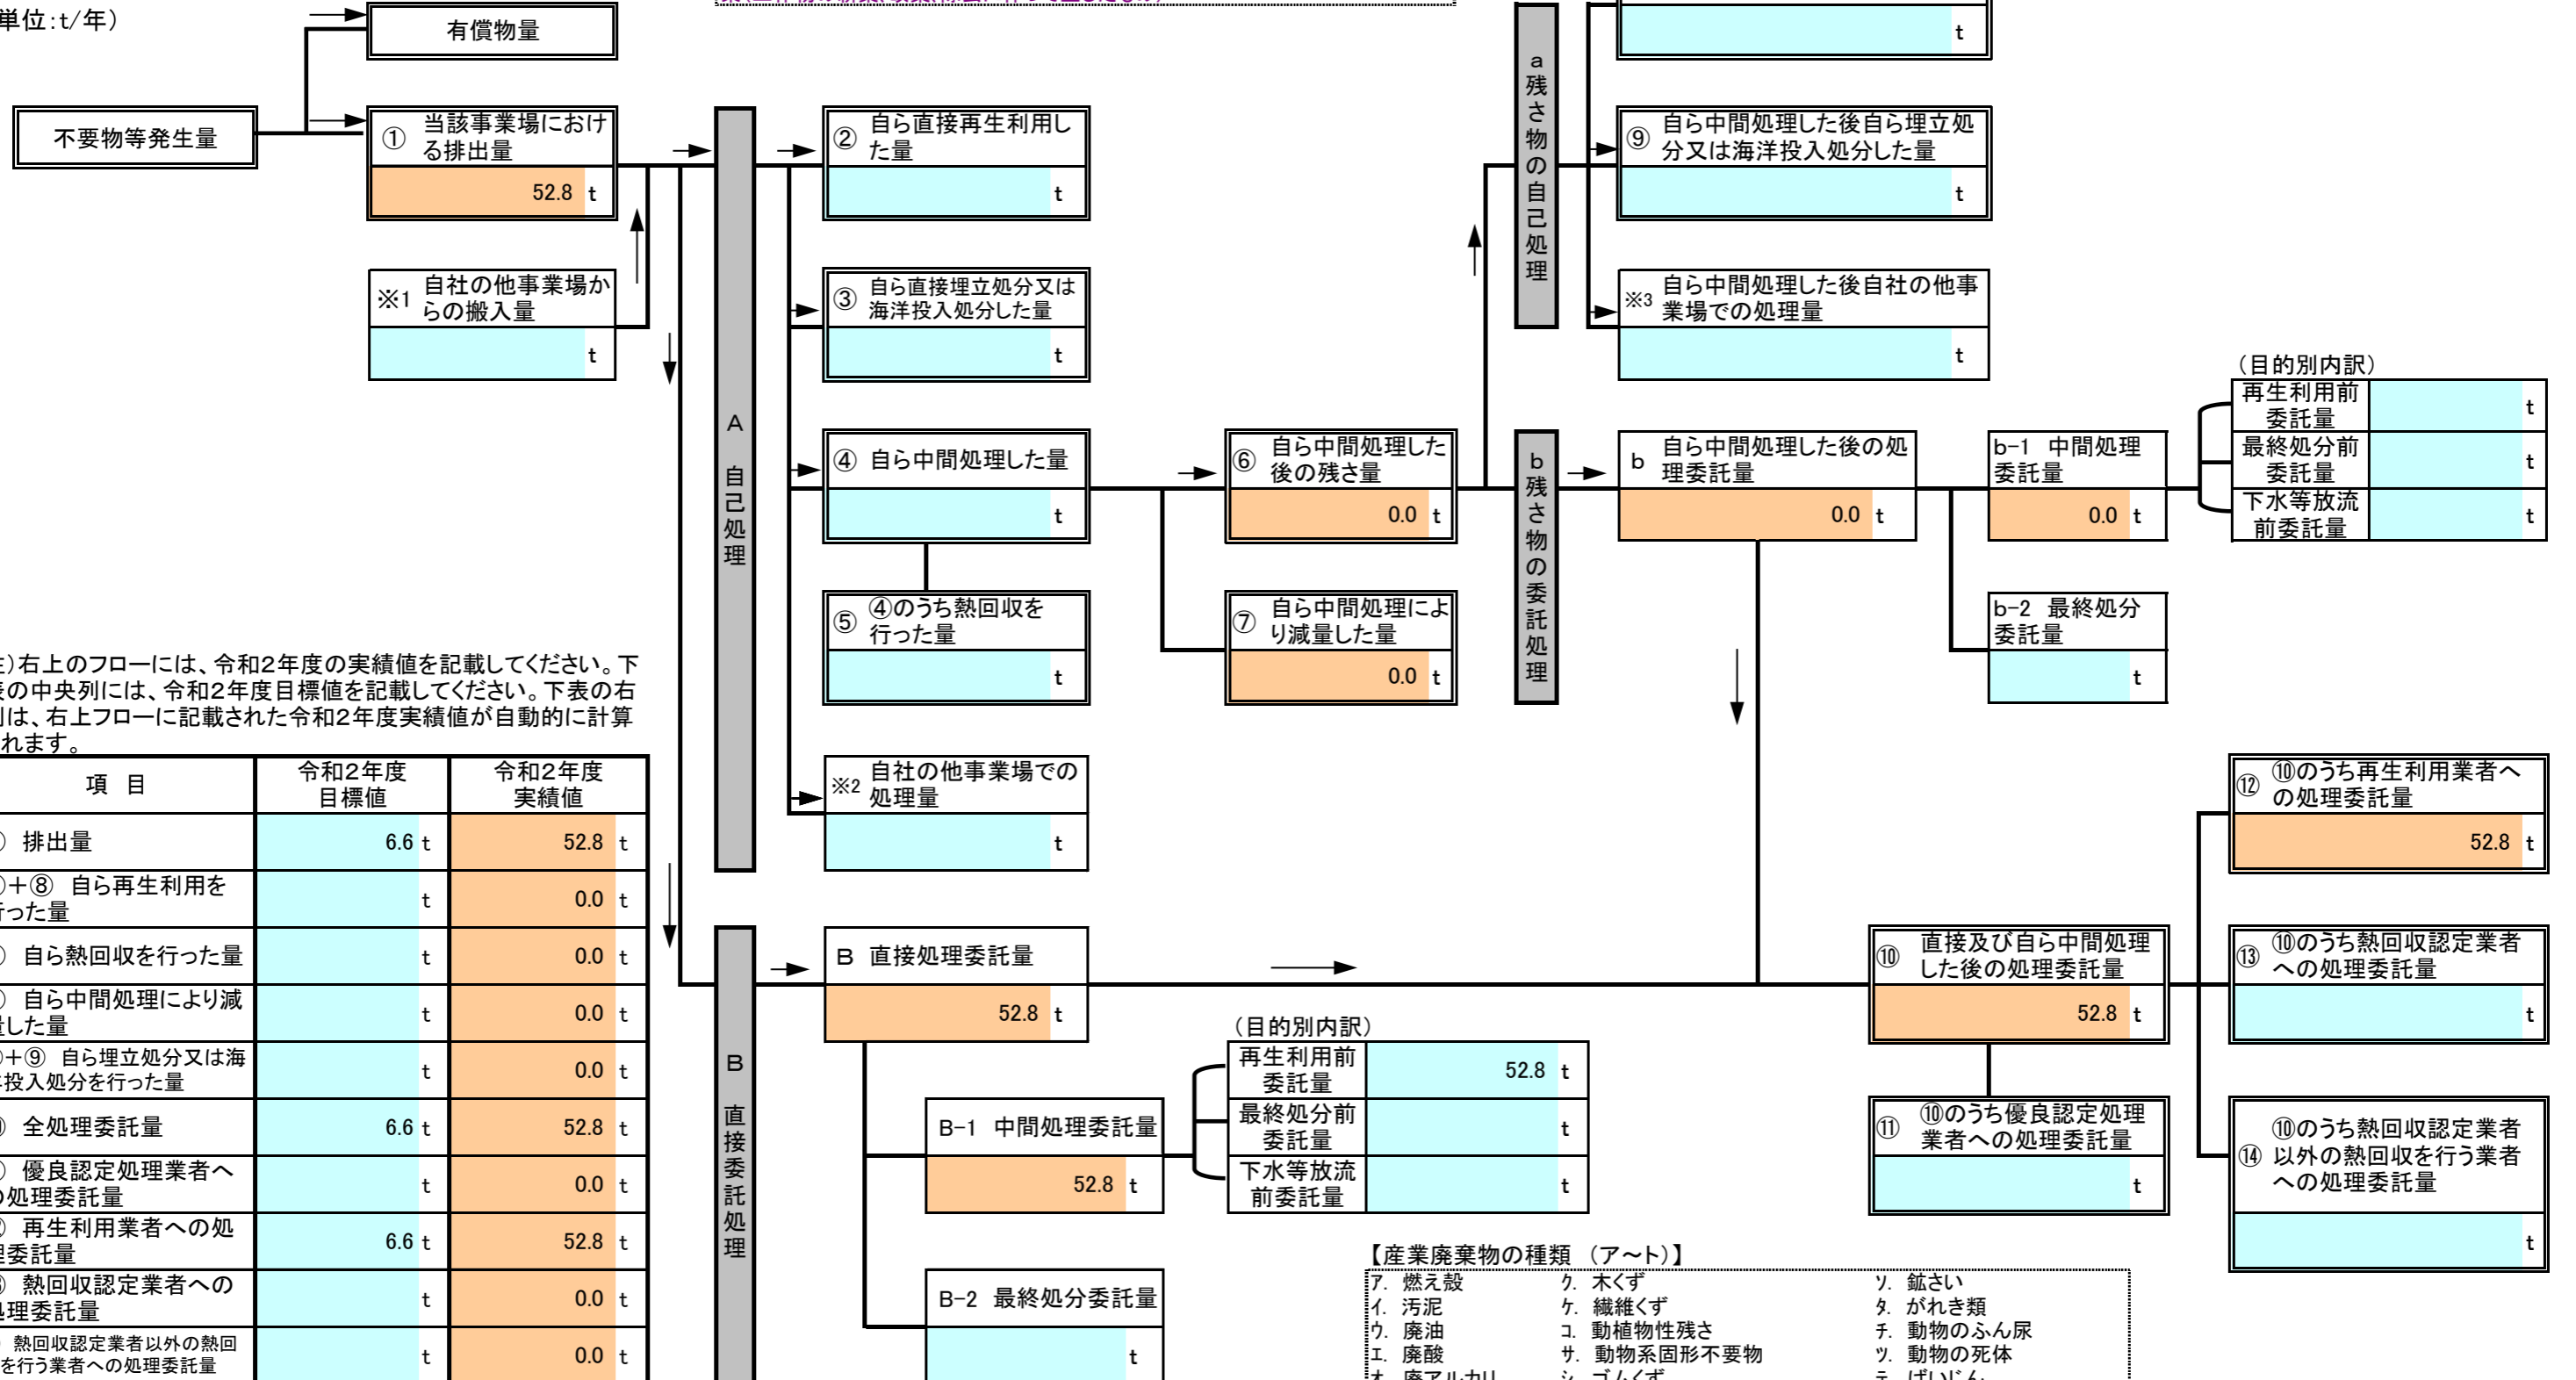 単位:t/年)
有償物量
t
不要物等発生量
① 当該事業場におけ
る排出量
52.8 t
※1 自社の他事業場か
らの搬入量
t
A 自己処理
② 自ら直接再生利用し
た量
t
③ 自ら直接埋立処分又は
海洋投入処分した量
t
④ 自ら中間処理した量
t
⑤ ④のうち熱回収を
行った量
t
※2 自社の他事業場での
処理量
t
⑥ 自ら中間処理した
後の残さ量
0.0 t
⑦ 自ら中間処理によ
り減量した量
0.0 t
a 残さ物の自己処理
⑨ 自ら中間処理した後自ら埋立処
分又は海洋投入処分した量
t
※3 自ら中間処理した後自社の他事
業場での処理量
t
b 残さ物の委託処理
b 自ら中間処理した後の処
理委託量
0.0 t
b-1 中間処理
委託量
0.0 t
b-2 最終処分
委託量
t
(目的別内訳)
再生利用前
委託量
t
最終処分前
委託量
t
下水等放流
前委託量
t
)右上のフローには、令和2年度の実績値を記載してください。下
の中央列には、令和2年度目標値を記載してください。下表の右
は、右上フローに記載された令和2年度実績値が自動的に計算
れます。
項 目 令和2年度
目標値 令和2年度
実績値
排出量 6.6 t 52.8 t
+⑧ 自ら再生利用を
行った量 t 0.0 t
自ら熱回収を行った量 t 0.0 t
自ら中間処理により減
した量 t 0.0 t
+⑨ 自ら埋立処分又は海
投入処分を行った量 t 0.0 t
全処理委託量 6.6 t 52.8 t
優良認定処理業者へ
の処理委託量 t 0.0 t
再生利用業者への処
委託量 6.6 t 52.8 t
熱回収認定業者への
処理委託量 t 0.0 t
熱回収認定業者以外の熱回
を行う業者への処理委託量 t 0.0 t
B 直接委託処理
B 直接処理委託量
52.8 t
B-1 中間処理委託量
52.8 t
B-2 最終処分委託量
t
(目的別内訳)
再生利用前
委託量
52.8 t
最終処分前
委託量
t
下水等放流
前委託量
t
⑩ 直接及び自ら中間処理
した後の処理委託量
52.8 t
⑪ ⑩のうち優良認定処理
業者への処理委託量
t
⑫ ⑩のうち再生利用業者へ
の処理委託量
52.8 t
⑬ ⑩のうち熱回収認定業者
への処理委託量
t
⑭ ⑩のうち熱回収認定業者
以外の熱回収を行う業者
への処理委託量
t
【産業廃棄物の種類 (ア~ト)】
ア. 燃え殻 ク. 木くず ソ. 鉱さい
イ. 汚泥 ケ. 繊維くず タ. がれき類
ウ. 廃油 コ. 動植物性残さ チ. 動物のふん尿
エ. 廃酸 サ. 動物系固形不要物 ツ. 動物の死体
オ. 廃アルカリ シ. ゴムくず テ. ばいじん